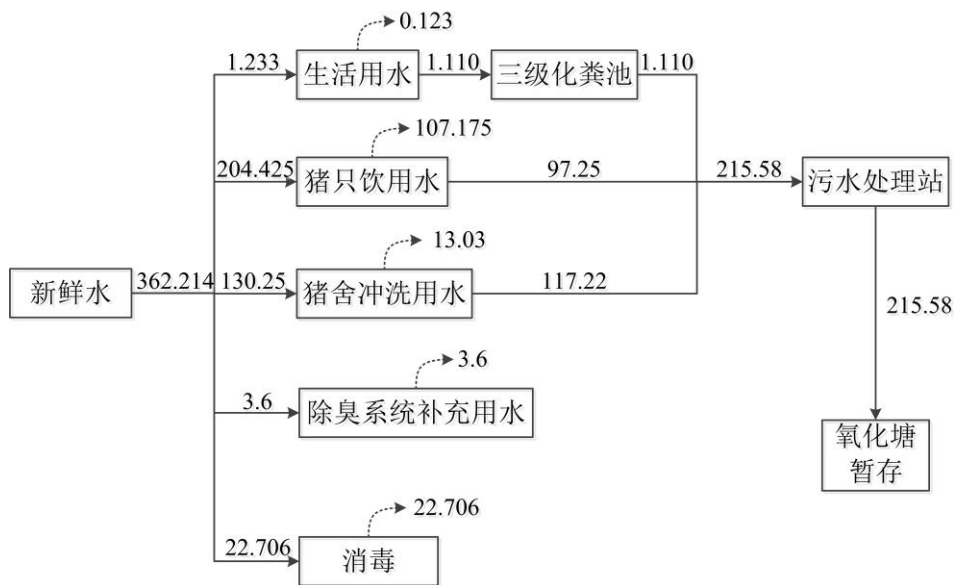 0.123
1.233
生活用水
1.110
三级化粪池
1.110
107.175
204.425
猪只饮用水
97.25
215.58
污水处理站
13.03
新鲜水
362.214
130.25
猪舍冲洗用水
117.22
215.58
3.6
3.6
除臭系统补充用水
氧化塘
暂存
22.706
22.706
消毒